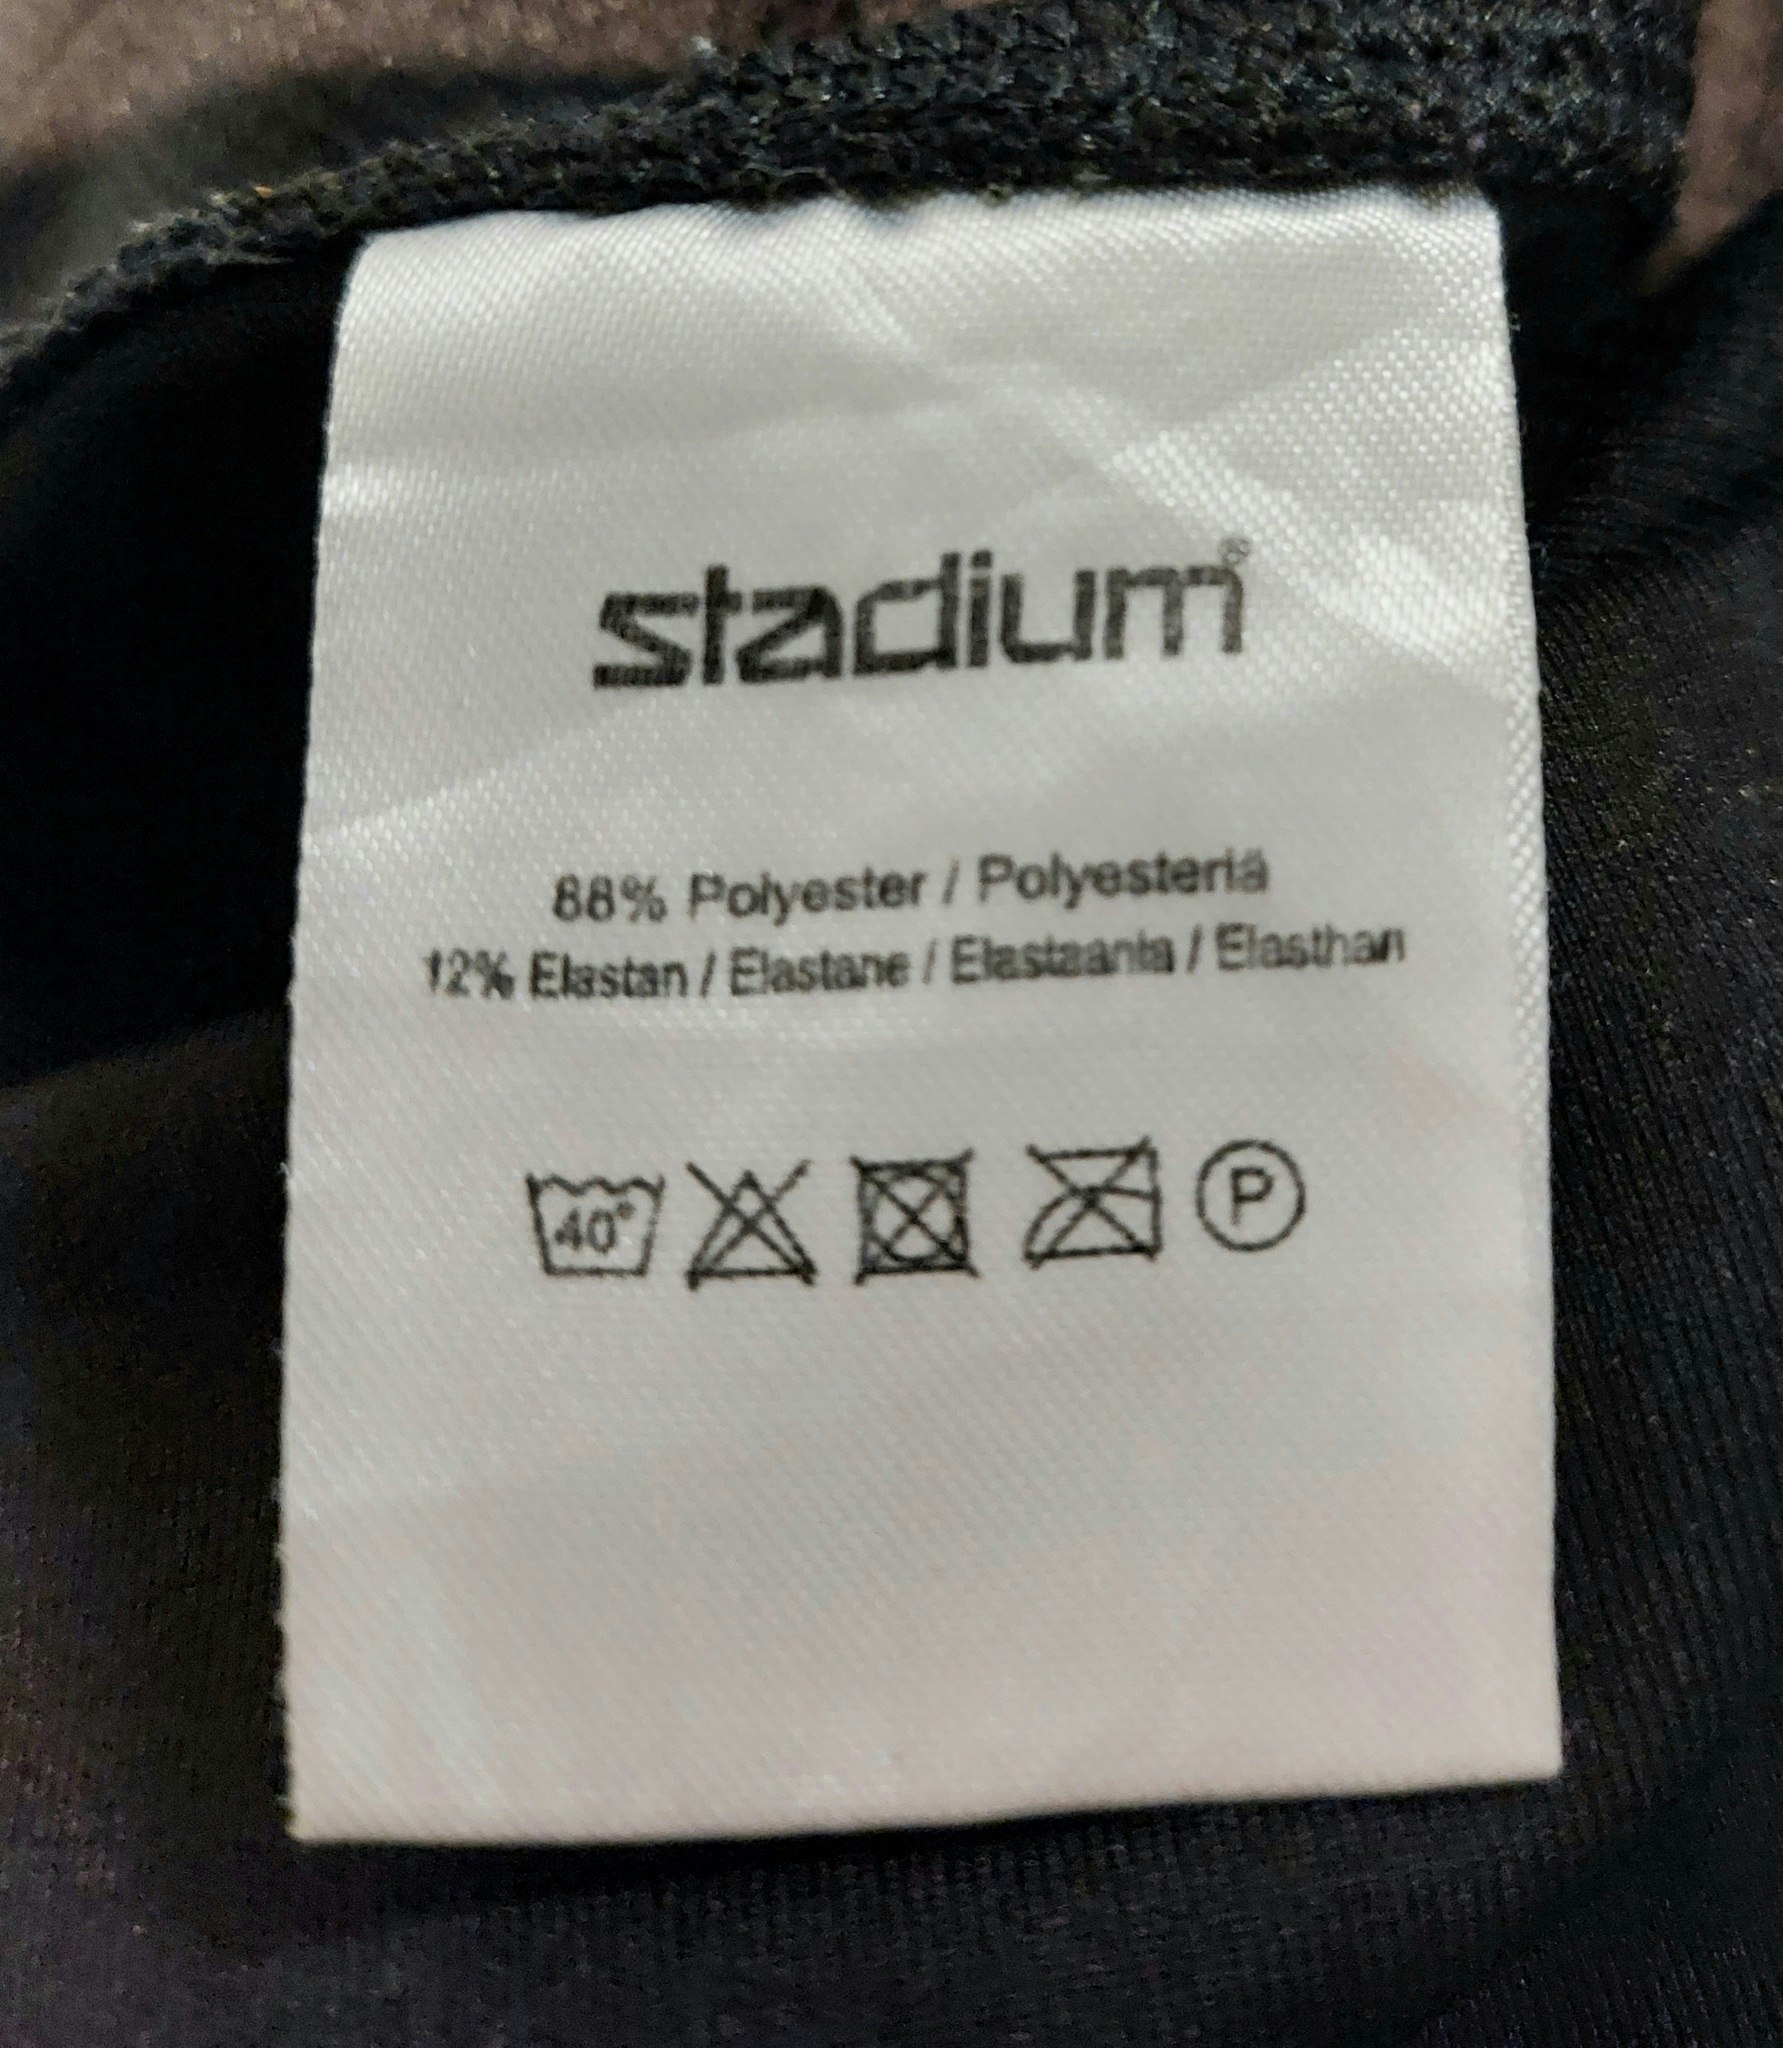 stadium®
88% Polyester / Polyesteriä
12% Elastan / Elastane / Elastaania / Elasthan
40° P